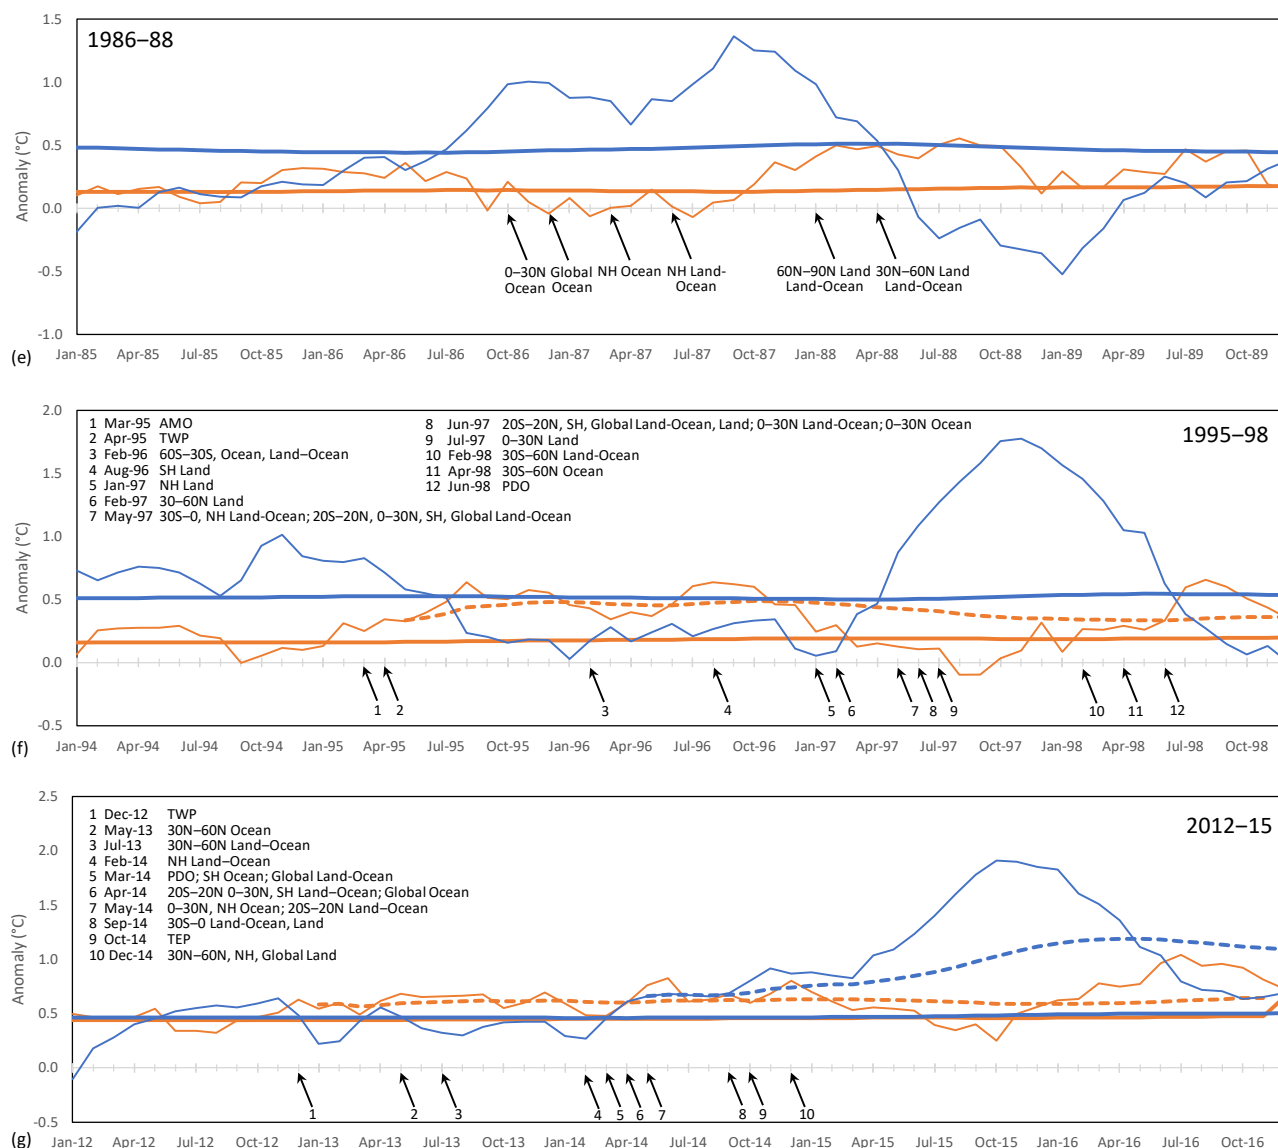 1.5
1986–88
1.0
0.5
0.0
-0.5
-1.0
Anomaly (°C)
0–30N Global NH Ocean NH Land- 60N–90N Land 30N–60N Land
Ocean Ocean Ocean Land-Ocean Land-Ocean
(e)
Jan-85 Apr-85 Jul-85 Oct-85 Jan-86 Apr-86 Jul-86 Oct-86 Jan-87 Apr-87 Jul-87 Oct-87 Jan-88 Apr-88 Jul-88 Oct-88 Jan-89 Apr-89 Jul-89 Oct-89
2.0
1995–98
1 Mar-95 AMO
2 Apr-95 TWP
3 Feb-96 60S–30S, Ocean, Land–Ocean
4 Aug-96 SH Land
5 Jan-97 NH Land
6 Feb-97 30–60N Land
7 May-97 30S–0, NH Land-Ocean; 20S–20N, 0–30N, SH, Global Land-Ocean
8 Jun-97 20S–20N, SH, Global Land-Ocean, Land; 0–30N Land-Ocean; 0–30N Ocean
9 Jul-97 0–30N Land
10 Feb-98 30S–60N Land-Ocean
11 Apr-98 30S–60N Ocean
12 Jun-98 PDO
1.5
1.0
0.5
0.0
-0.5
Anomaly (°C)
1 2 3 4 5 6 7 8 9 10 11 12
(f)
Jan-94 Apr-94 Jul-94 Oct-94 Jan-95 Apr-95 Jul-95 Oct-95 Jan-96 Apr-96 Jul-96 Oct-96 Jan-97 Apr-97 Jul-97 Oct-97 Jan-98 Apr-98 Jul-98 Oct-98
2.5
2012–15
1 Dec-12 TWP
2 May-13 30N–60N Ocean
3 Jul-13 30N–60N Land–Ocean
4 Feb-14 NH Land–Ocean
5 Mar-14 PDO; SH Ocean; Global Land-Ocean
6 Apr-14 20S–20N 0–30N, SH Land–Ocean; Global Ocean
7 May-14 0–30N, NH Ocean; 20S–20N Land–Ocean
8 Sep-14 30S–0 Land-Ocean, Land
9 Oct-14 TEP
10 Dec-14 30N–60N, NH, Global Land
2.0
1.5
1.0
0.5
0.0
-0.5
Anomaly (°C)
1 2 3 4 5 6 7 8 9 10
(g)
Jan-12 Apr-12 Jul-12 Oct-12 Jan-13 Apr-13 Jul-13 Oct-13 Jan-14 Apr-14 Jul-14 Oct-14 Jan-15 Apr-15 Jul-15 Oct-15 Jan-16 Apr-16 Jul-16 Oct-16